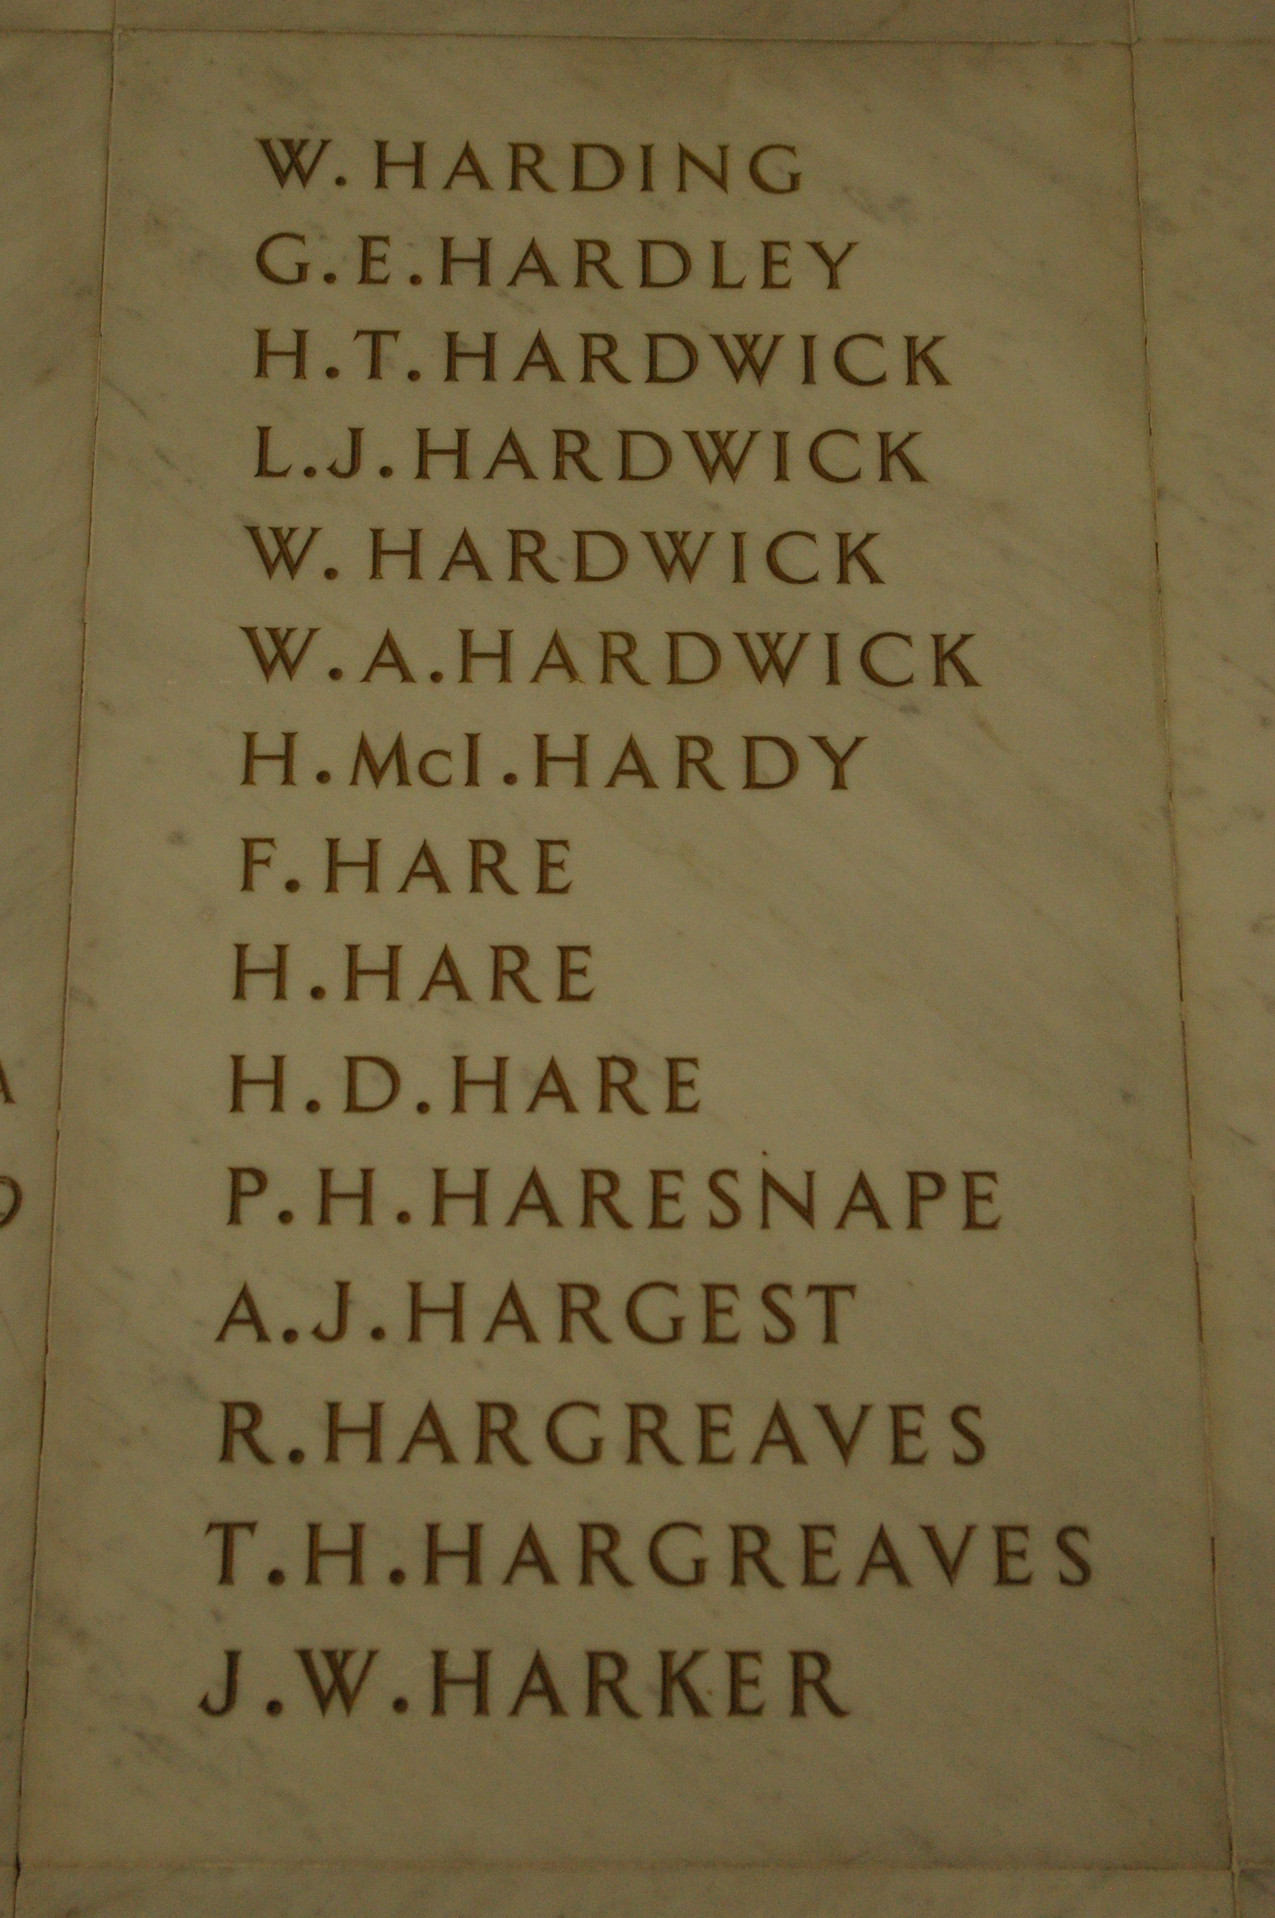 W. HARDING
G.E. HARDLEY
H.T. HARDWICK
L.J. HARDWICK
W. HARDWICK
W.A. HARDWICK
H.McI. HARDY
F. HARE
H. HARE
H.D. HARE
P.H. HARESNAPE
A.J. HARGEST
R. HARGREAVES
T.H. HARGREAVES
J.W. HARKER